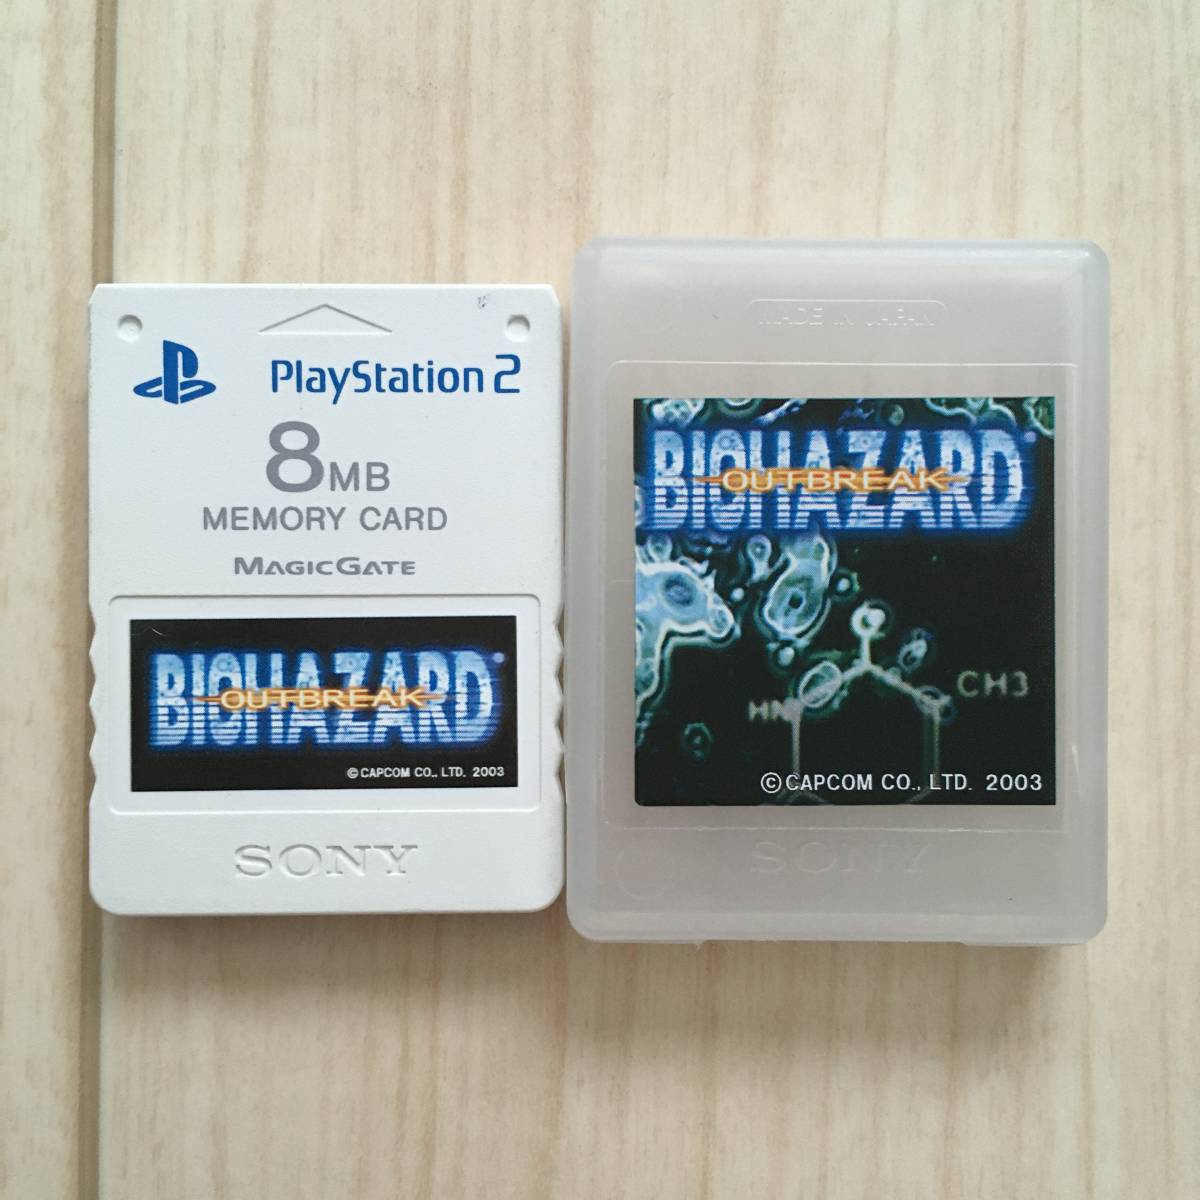 PlayStation 2
8MB
MEMORY CARD
MAGICGATE
BIOHAZARD
OUTBREAK
©CAPCOM CO., LTD. 2003
SONY
MADE IN JAPAN
BIOHAZARD®
OUTBREAK
HN
CH3
©CAPCOM CO., LTD. 2003
SONY